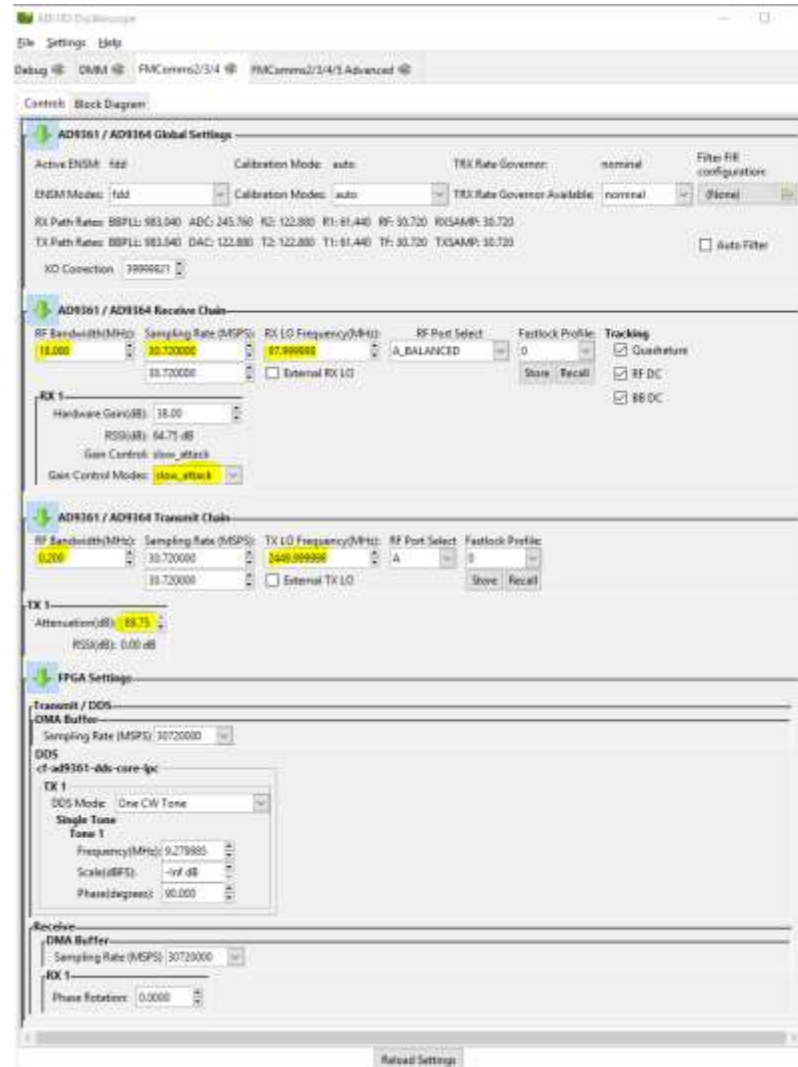 ADI IIO Oscilloscope
File Settings Help
Debug DMM FMComms2/3/4 FMComms2/3/4/5 Advanced
Controls Block Diagram
AD9361 / AD9364 Global Settings
Active ENSM: fdd Calibration Mode: auto TRX Rate Governor: nominal Filter FIR configuration:
ENSM Modes: fdd Calibration Modes: auto TRX Rate Governor Available: nominal (None)
RX Path Rates: BBPLL: 983.040 ADC: 245.760 R2: 122.880 R1: 61.440 RF: 30.720 RXSAMP: 30.720
TX Path Rates: BBPLL: 983.040 DAC: 122.880 T2: 122.880 T1: 61.440 TF: 30.720 TXSAMP: 30.720
Auto Filter
XO Correction
AD9361 / AD9364 Receive Chain
RF Bandwidth(MHz): Sampling Rate (MSPS): RX LO Frequency(MHz): RF Port Select Fastlock Profile: Tracking
18.000 30.720000 97.999998 A_BALANCED 0 Quadrature
30.720000 External RX LO Store Recall RF DC
BB DC
RX 1
Hardware Gain(dB): 38.00
RSSI(dB): 64.75 dB
Gain Control: slow_attack
Gain Control Modes: slow_attack
AD9361 / AD9364 Transmit Chain
RF Bandwidth(MHz): Sampling Rate (MSPS): TX LO Frequency(MHz): RF Port Select Fastlock Profile:
0.200 30.720000 2449.999998 A 0
30.720000 External TX LO Store Recall
TX 1
Attenuation(dB): 89.75
RSSI(dB): 0.00 dB
FPGA Settings
Transmit / DDS
DMA Buffer
Sampling Rate (MSPS) 30720000
DDS
cf-ad9361-dds-core-lpc
TX 1
DDS Mode: One CW Tone
Single Tone
Tone 1
Frequency(MHz): 9.279985
Scale(dBFS): -Inf dB
Phase(degrees): 90.000
Receive
DMA Buffer
Sampling Rate (MSPS) 30720000
RX 1
Phase Rotation: 0.0000
Reload Settings